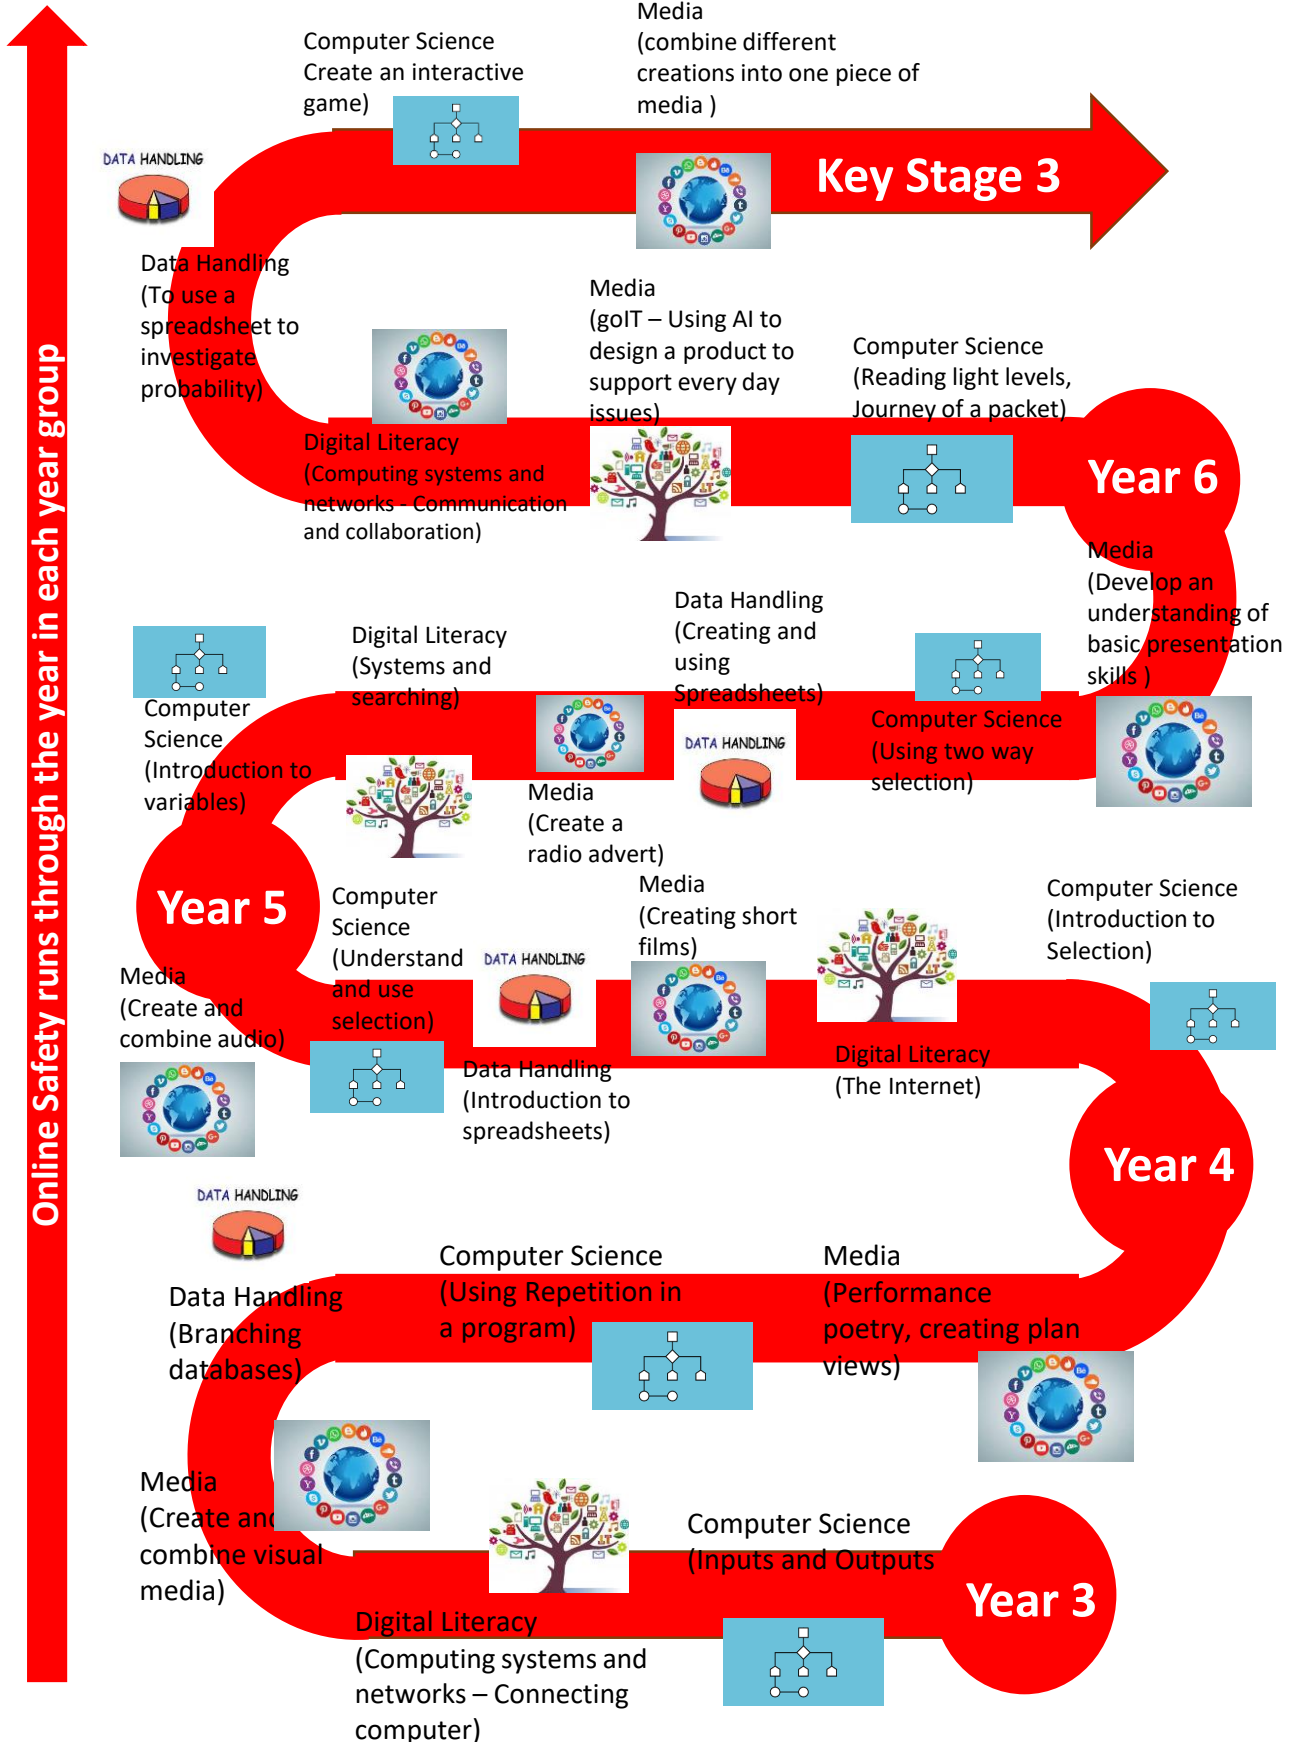 Media
(combine different
creations into one piece of
media )
Computer Science
Create an interactive
game)
DATA HANDLING
Key Stage 3
Data Handling
(To use a
spreadsheet to
investigate
probability)
Media
(goIT – Using AI to
design a product to
support every day
issues)
Computer Science
(Reading light levels,
Journey of a packet)
Digital Literacy
(Computing systems and
networks - Communication
and collaboration)
Year 6
Media
(Develop an
understanding of
basic presentation
skills )
Data Handling
(Creating and
using
Spreadsheets)
Digital Literacy
(Systems and
searching)
Computer
Science
(Introduction to
variables)
Computer Science
(Using two way
selection)
DATA HANDLING
Media
(Create a
radio advert)
Year 5
Computer
Science
(Understand
and use
selection)
Media
(Creating short
films)
Computer Science
(Introduction to
Selection)
DATA HANDLING
Media
(Create and
combine audio)
Data Handling
(Introduction to
spreadsheets)
Digital Literacy
(The Internet)
Year 4
DATA HANDLING
Data Handling
(Branching
databases)
Computer Science
(Using Repetition in
a program)
Media
(Performance
poetry, creating plan
views)
Media
(Create and
combine visual
media)
Computer Science
(Inputs and Outputs
Year 3
Digital Literacy
(Computing systems and
networks – Connecting
computer)
Online Safety runs through the year in each year group